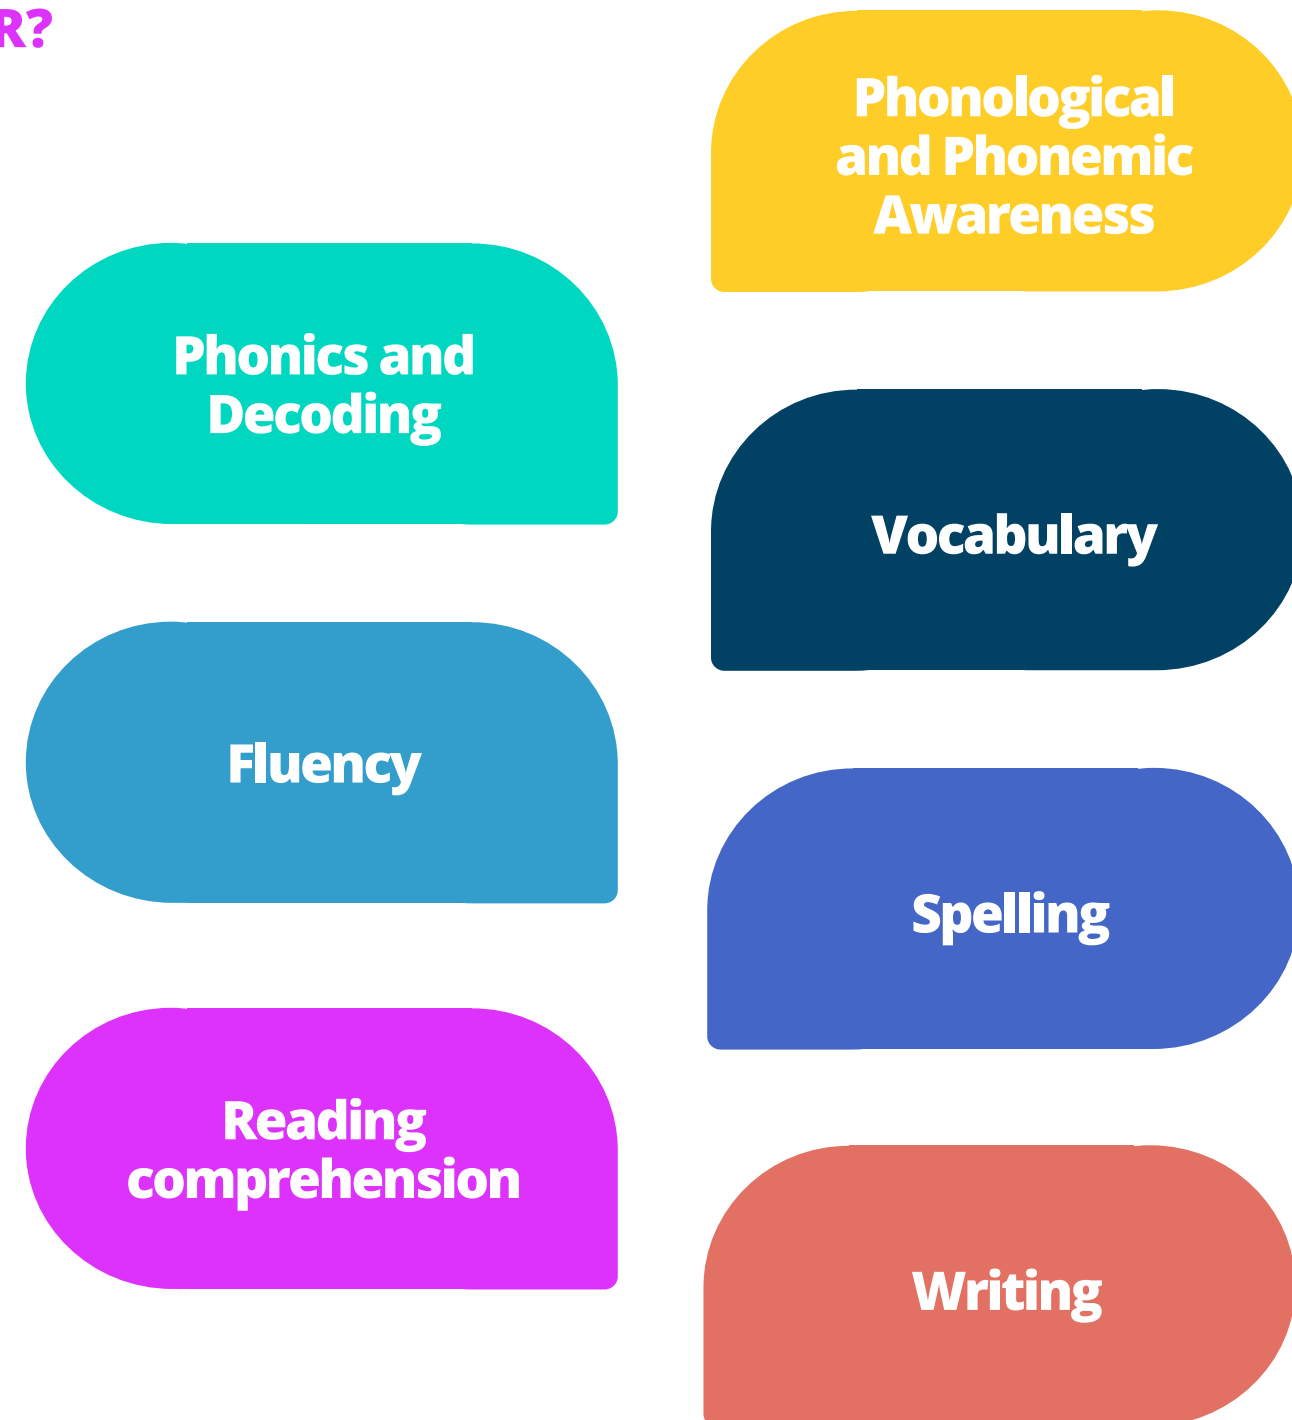 R?
Phonological
and Phonemic
Awareness
Phonics and
Decoding
Vocabulary
Fluency
Spelling
Reading
comprehension
Writing